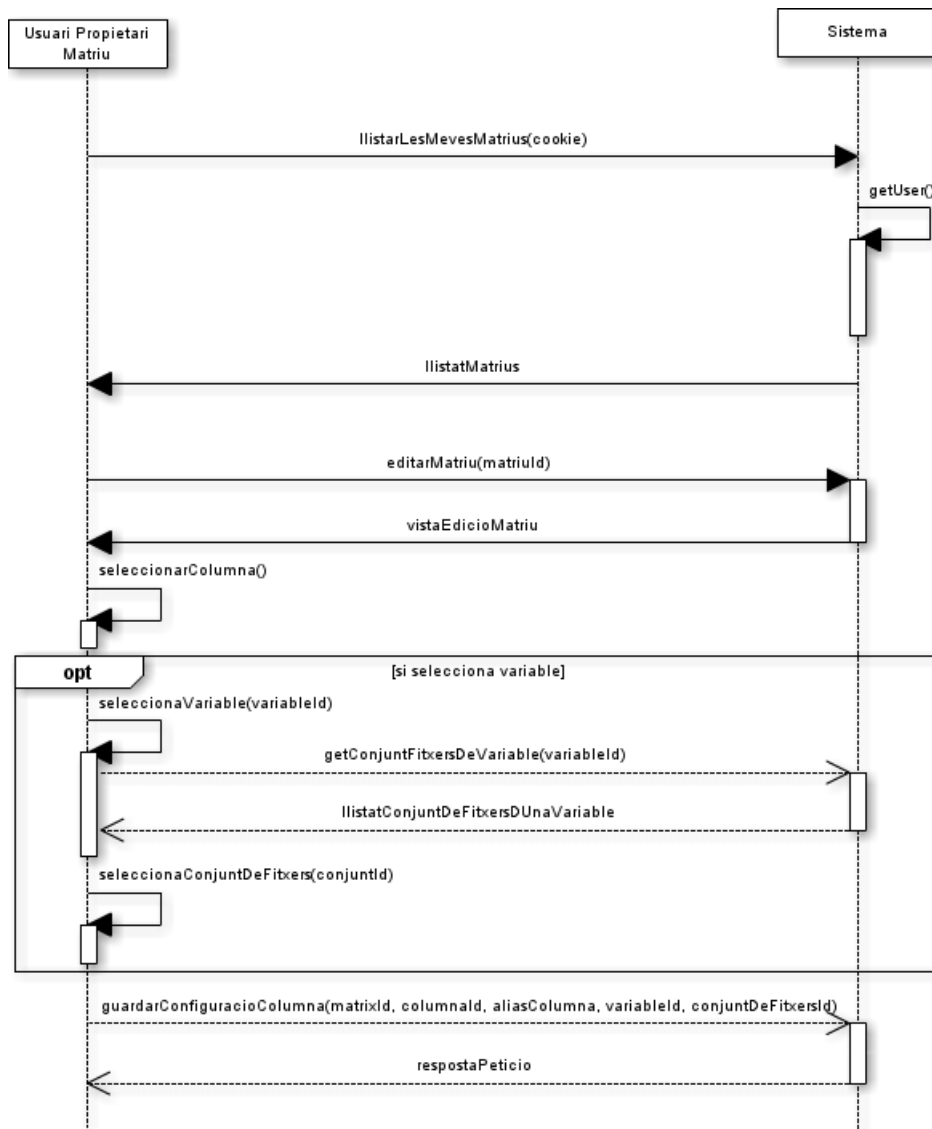 Usuari Propietari
Matriu
Sistema
llistarLesMevesMatrius(cookie)
getUser()
llistatMatrius
editarMatriu(matriuId)
vistaEdicioMatriu
seleccionarColumna()
opt
[si selecciona variable]
seleccionaVariable(variableId)
getConjuntFitxersDeVariable(variableId)
llistatConjuntDeFitxersDUnaVariable
seleccionaConjuntDeFitxers(conjuntId)
guardarConfiguracioColumna(matrixId, columnaId, aliasColumna, variableId, conjuntDeFitxersId)
respostaPeticio